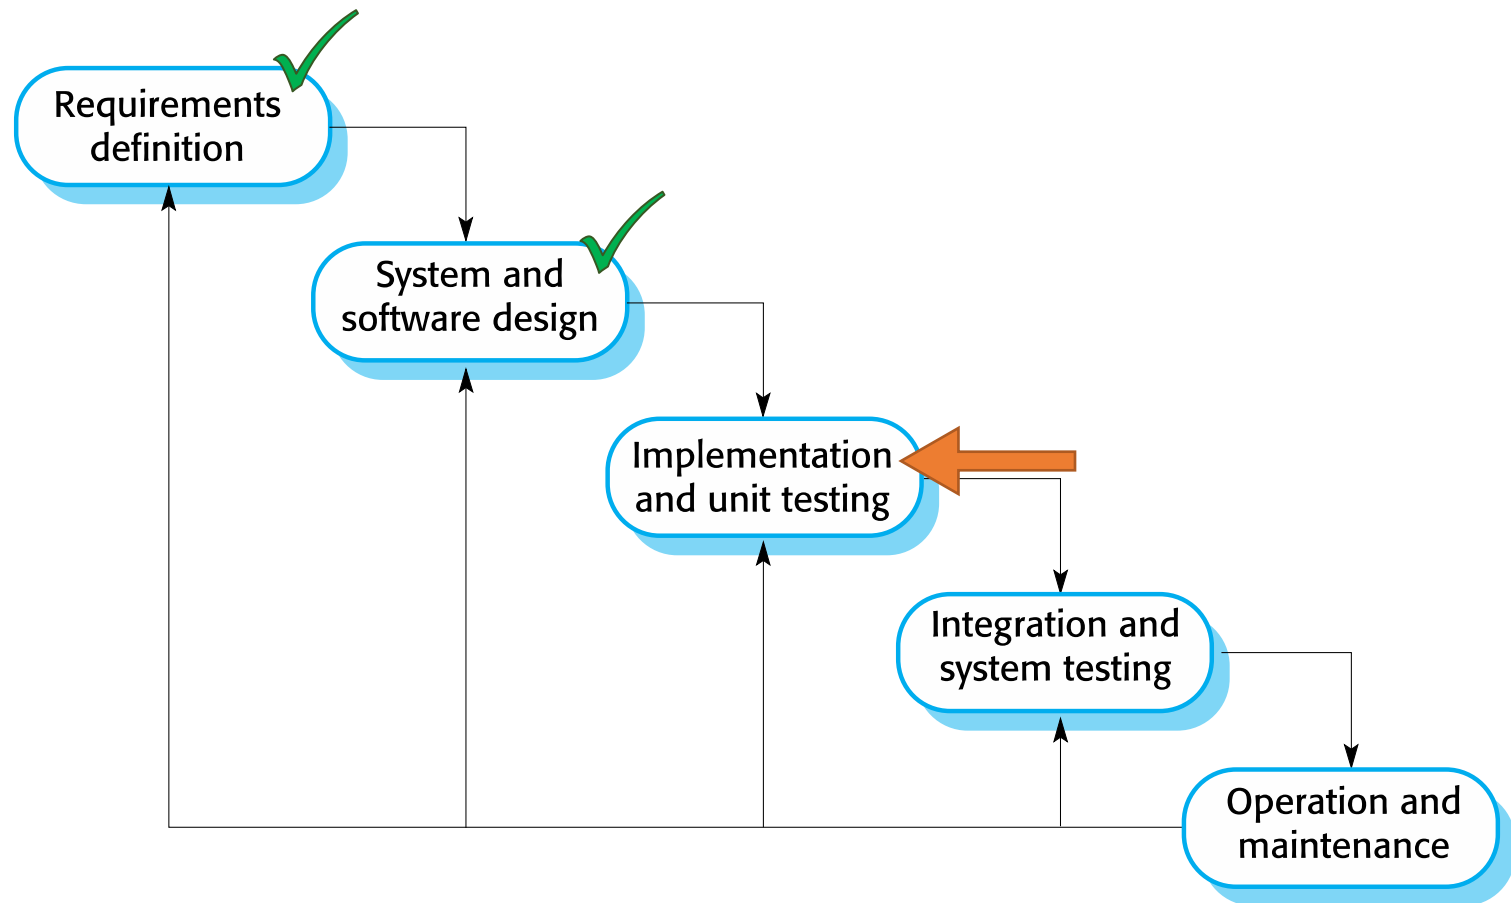 Requirements
definition
System and
software design
Implementation
and unit testing
Integration and
system testing
Operation and
maintenance